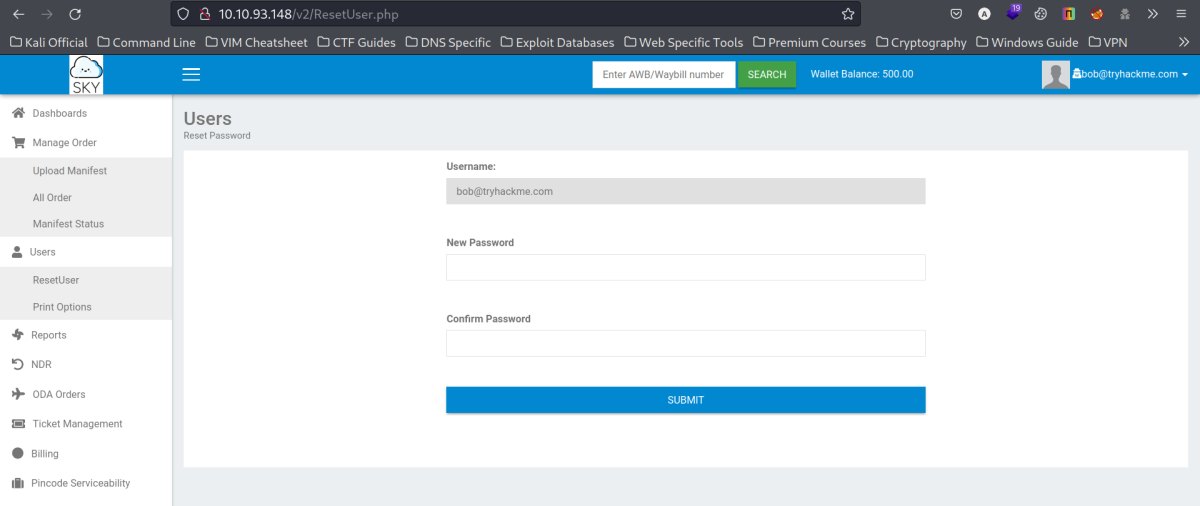 10.10.93.148/v2/ResetUser.php
19
Kali Official Command Line VIM Cheatsheet CTF Guides DNS Specific Exploit Databases Web Specific Tools Premium Courses Cryptography Windows Guide VPN
SKY
Enter AWB/Waybill number SEARCH Wallet Balance: 500.00 bob@tryhackme.com
Dashboards
Manage Order
Upload Manifest
All Order
Manifest Status
Users
ResetUser
Print Options
Reports
NDR
ODA Orders
Ticket Management
Billing
Pincode Serviceability
Users
Reset Password
Username:
bob@tryhackme.com
New Password
Confirm Password
SUBMIT